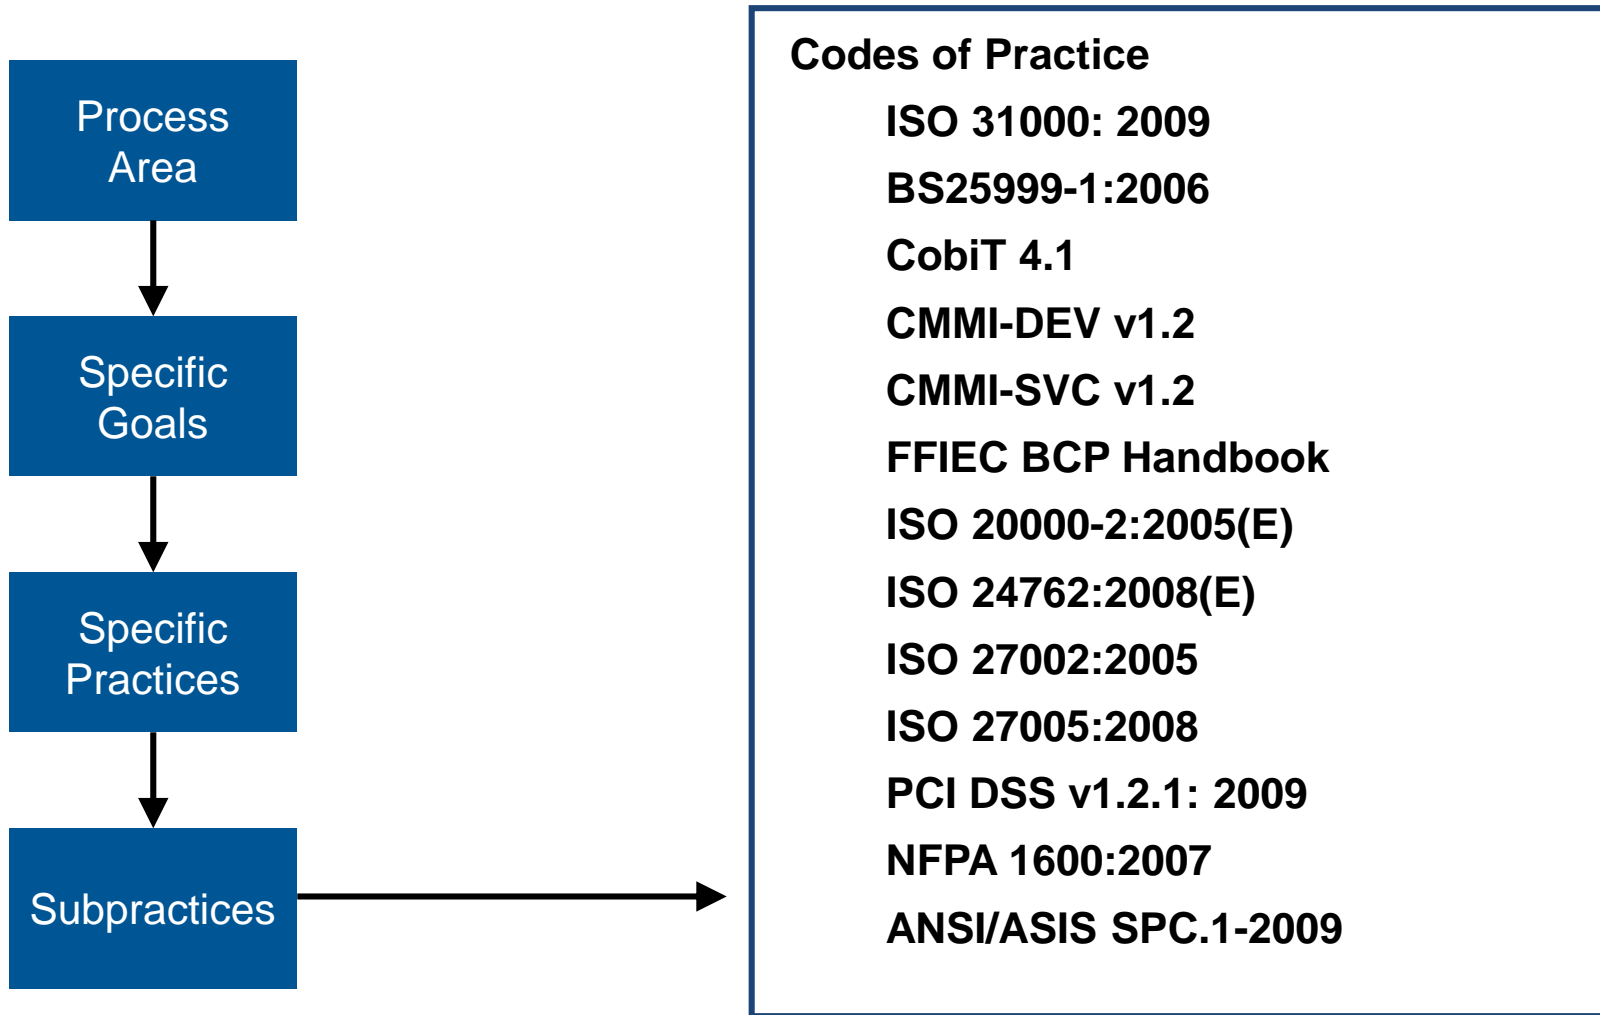 Process
Area
Specific
Goals
Specific
Practices
Subpractices
Codes of Practice
ISO 31000: 2009
BS25999-1:2006
CobiT 4.1
CMMI-DEV v1.2
CMMI-SVC v1.2
FFIEC BCP Handbook
ISO 20000-2:2005(E)
ISO 24762:2008(E)
ISO 27002:2005
ISO 27005:2008
PCI DSS v1.2.1: 2009
NFPA 1600:2007
ANSI/ASIS SPC.1-2009